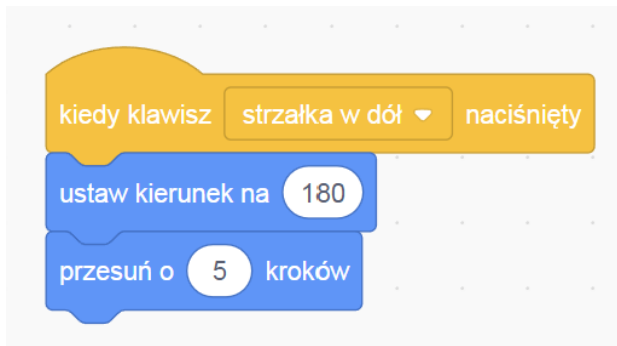 kiedy klawisz strzałka w dół naciśnięty
ustaw kierunek na 180
przesuń o 5 kroków